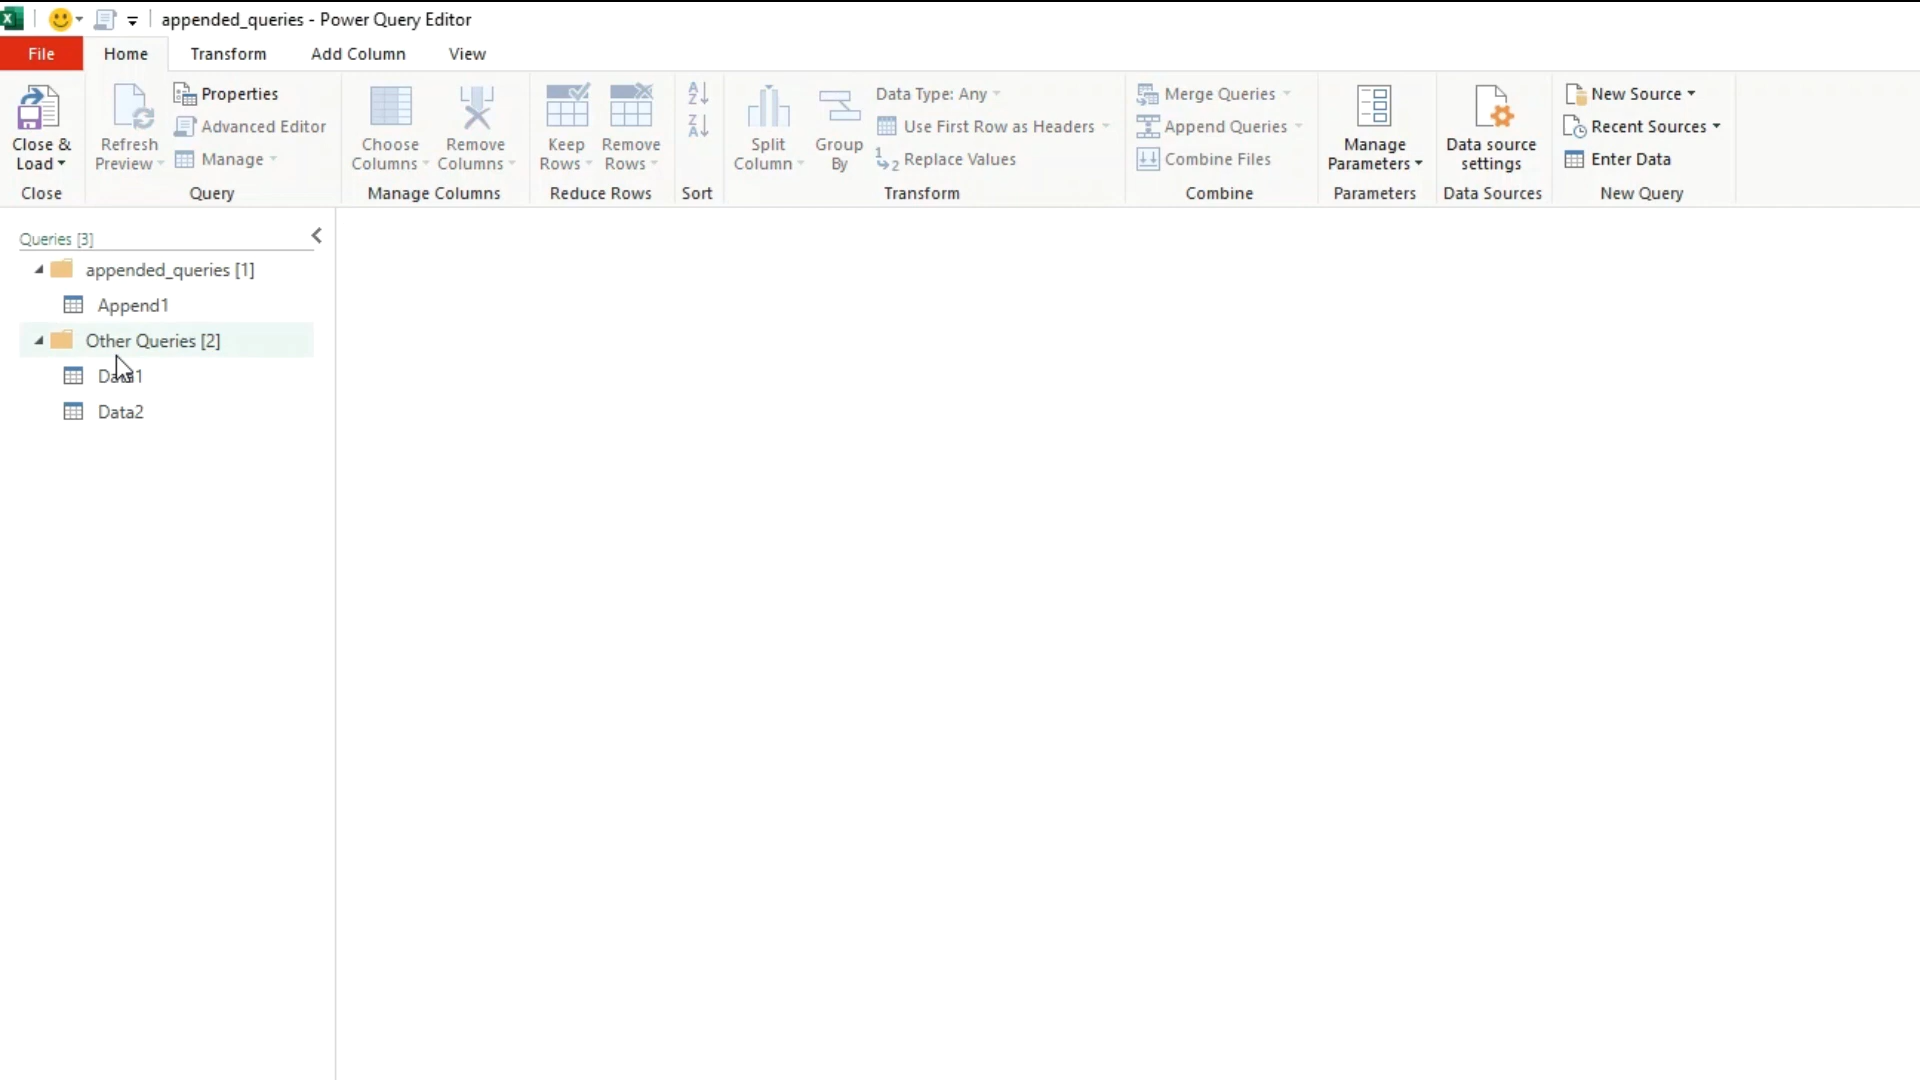 appended_queries - Power Query Editor
File Home Transform Add Column View
Close & Load
Refresh Preview
Properties
Advanced Editor
Manage
Choose Columns
Remove Columns
Keep Rows
Remove Rows
Split Column
Group By
Data Type: Any
Use First Row as Headers
Replace Values
Merge Queries
Append Queries
Combine Files
Manage Parameters
Data source settings
New Source
Recent Sources
Enter Data
Close Query Manage Columns Reduce Rows Sort Transform Combine Parameters Data Sources New Query
Queries [3]
appended_queries [1]
Append1
Other Queries [2]
Data1
Data2